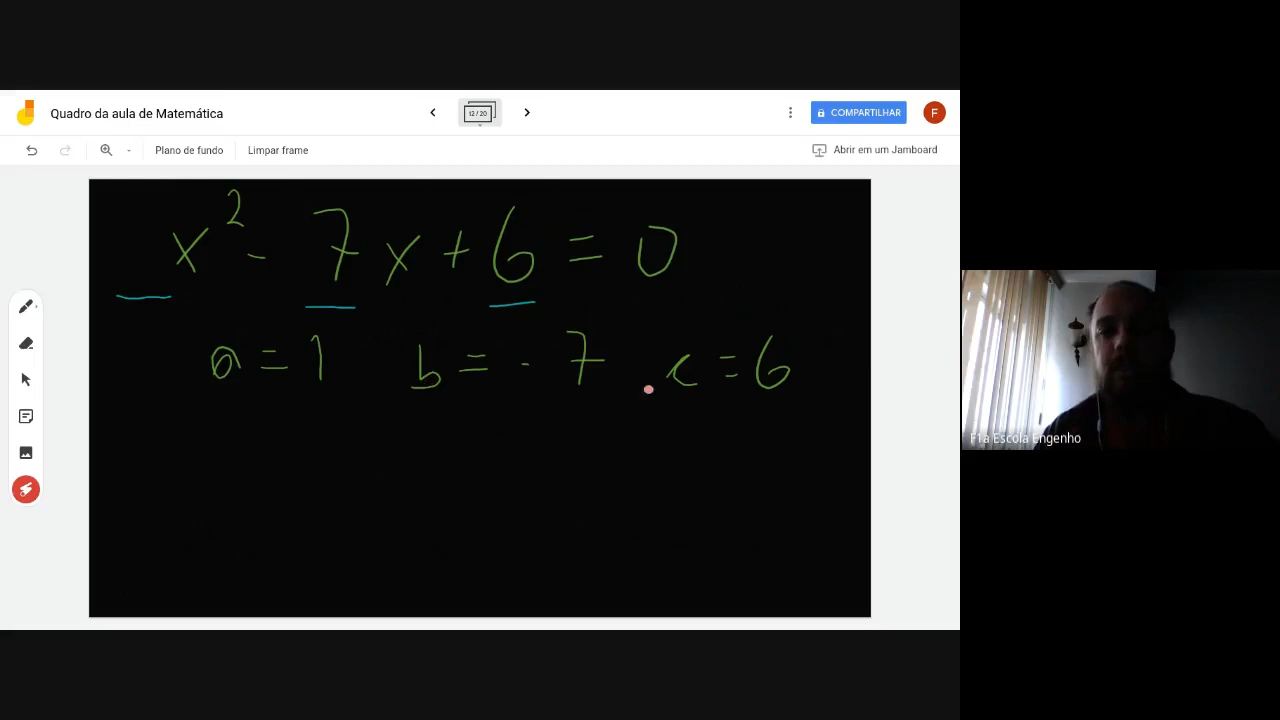 Quadro da aula de Matemática
12 / 20
COMPARTILHAR
F
Plano de fundo
Limpar frame
Abrir em um Jamboard
x² - 7x + 6 = 0
a = 1 b = - 7 c = 6
F1a Escola Engenho